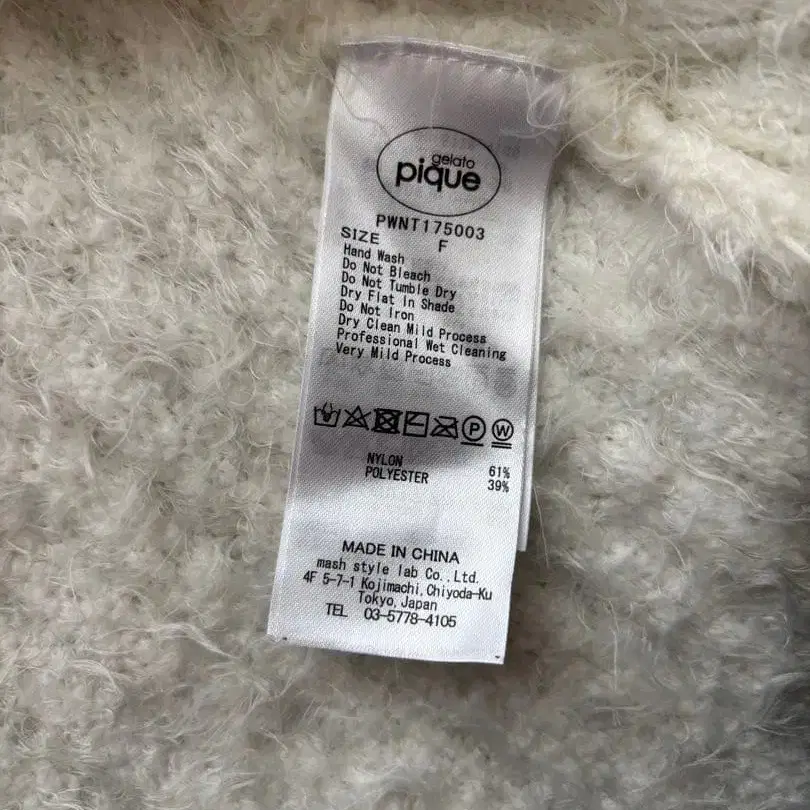 gelato
pique
PWNT175003
SIZE F
Hand Wash
Do Not Bleach
Do Not Tumble Dry
Dry Flat In Shade
Do Not Iron
Dry Clean Mild Process
Professional Wet Cleaning
Very Mild Process
P W
NYLON 61%
POLYESTER 39%
MADE IN CHINA
mash style lab Co.,Ltd.
4F 5-7-1 Kojimachi,Chiyoda-Ku
Tokyo,Japan
TEL 03-5778-4105